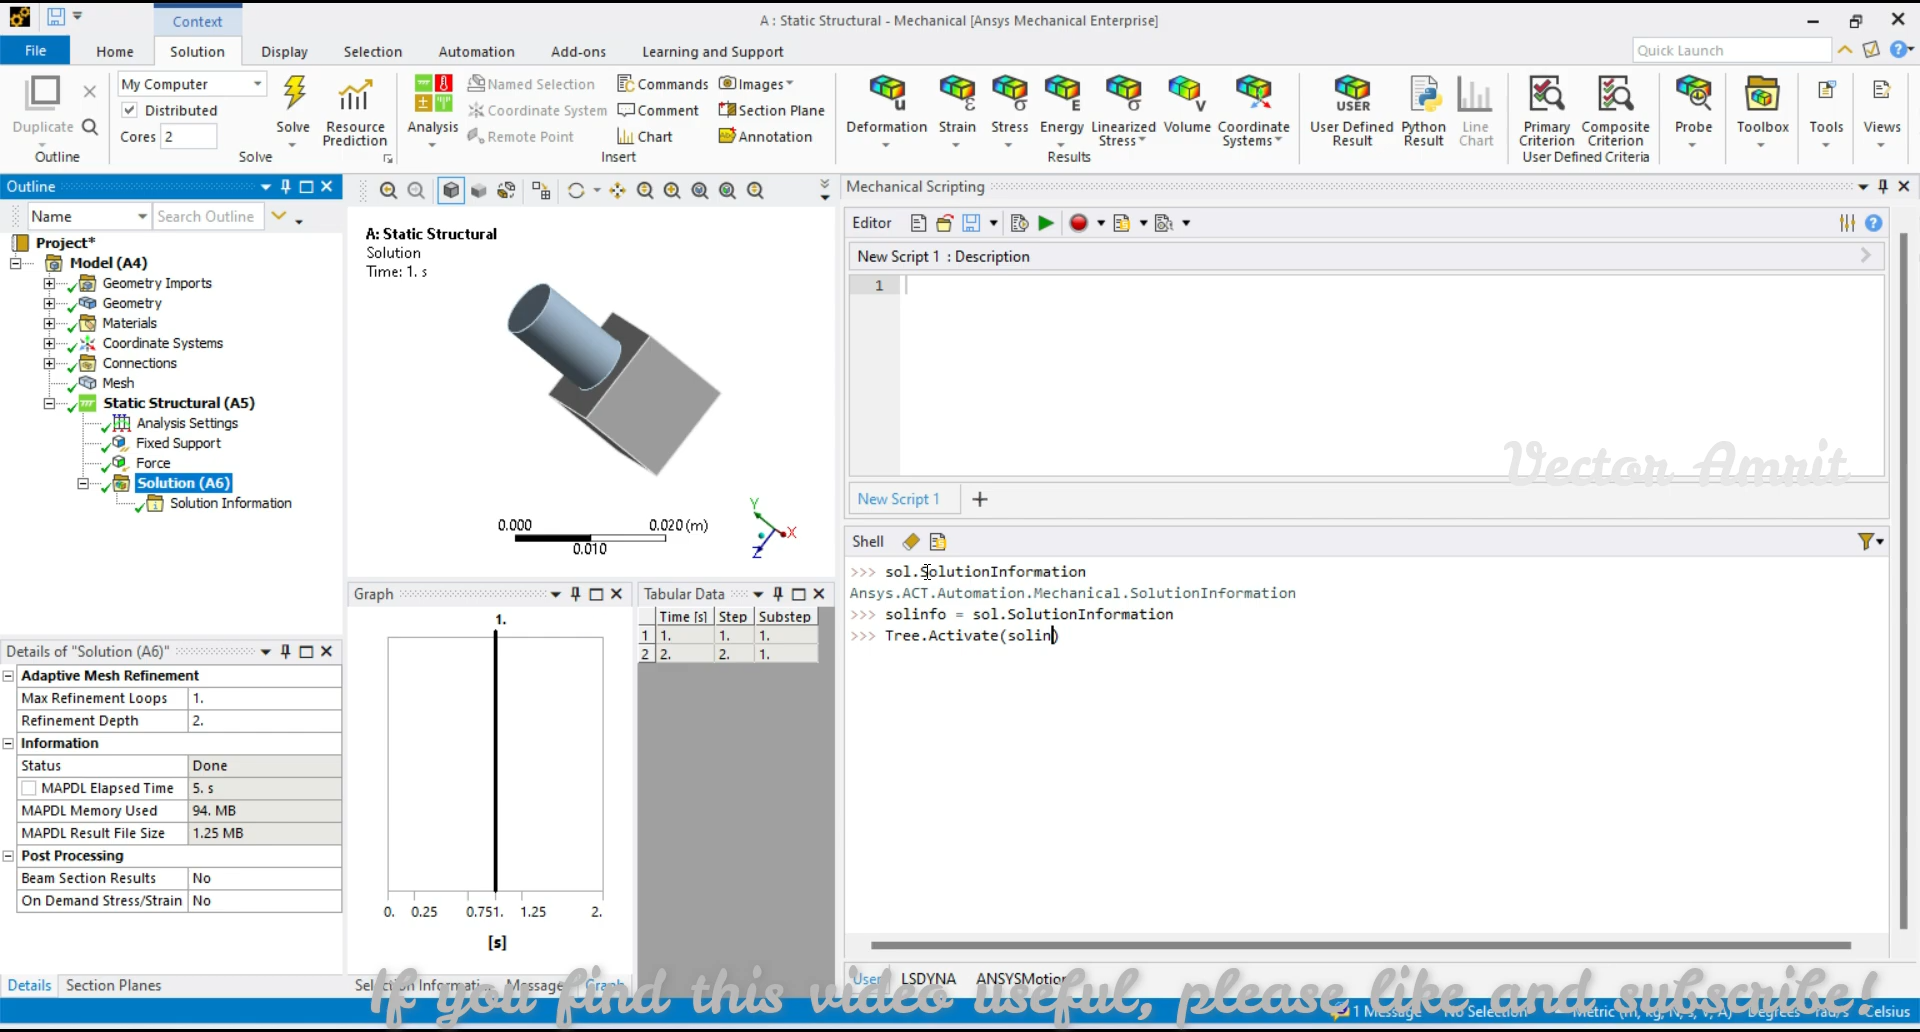 Context
A : Static Structural - Mechanical [Ansys Mechanical Enterprise]
File Home Solution Display Selection Automation Add-ons Learning and Support
Quick Launch
Duplicate
Outline
My Computer
Distributed
Cores 2
Solve
Resource Prediction
Solve
Analysis
Named Selection
Coordinate System
Remote Point
Commands
Comment
Chart
Images
Section Plane
Annotation
Insert
Deformation
Strain
Stress
Energy
Linearized Stress
Volume
Coordinate Systems
Results
User Defined Result
Python Result
Line Chart
Primary Criterion
Composite Criterion
User Defined Criteria
Probe
Toolbox
Tools
Views
Outline
Name
Search Outline
Project*
Model (A4)
Geometry Imports
Geometry
Materials
Coordinate Systems
Connections
Mesh
Static Structural (A5)
Analysis Settings
Fixed Support
Force
Solution (A6)
Solution Information
Details of "Solution (A6)"
Adaptive Mesh Refinement
Max Refinement Loops 1.
Refinement Depth 2.
Information
Status Done
MAPDL Elapsed Time 5. s
MAPDL Memory Used 94. MB
MAPDL Result File Size 1.25 MB
Post Processing
Beam Section Results No
On Demand Stress/Strain No
Details Section Planes
A: Static Structural
Solution
Time: 1. s
0.000 0.020 (m)
0.010
Y
X
Z
Graph
1.
0. 0.25 0.751. 1.25 2.
[s]
Tabular Data
Time [s] Step Substep
1 1. 1. 1.
2 2. 2. 1.
Mechanical Scripting
Editor
New Script 1 : Description
1
Vector Amrit
New Script 1 +
Shell
>>> sol.SolutionInformation
Ansys.ACT.Automation.Mechanical.SolutionInformation
>>> solinfo = sol.SolutionInformation
>>> Tree.Activate(solin)
User LSDYNA ANSYSMotion
If you find this video useful, please like and subscribe!
1 Message No Selection Metric (m, kg, N, s, V, A) Degrees rad/s Celsius